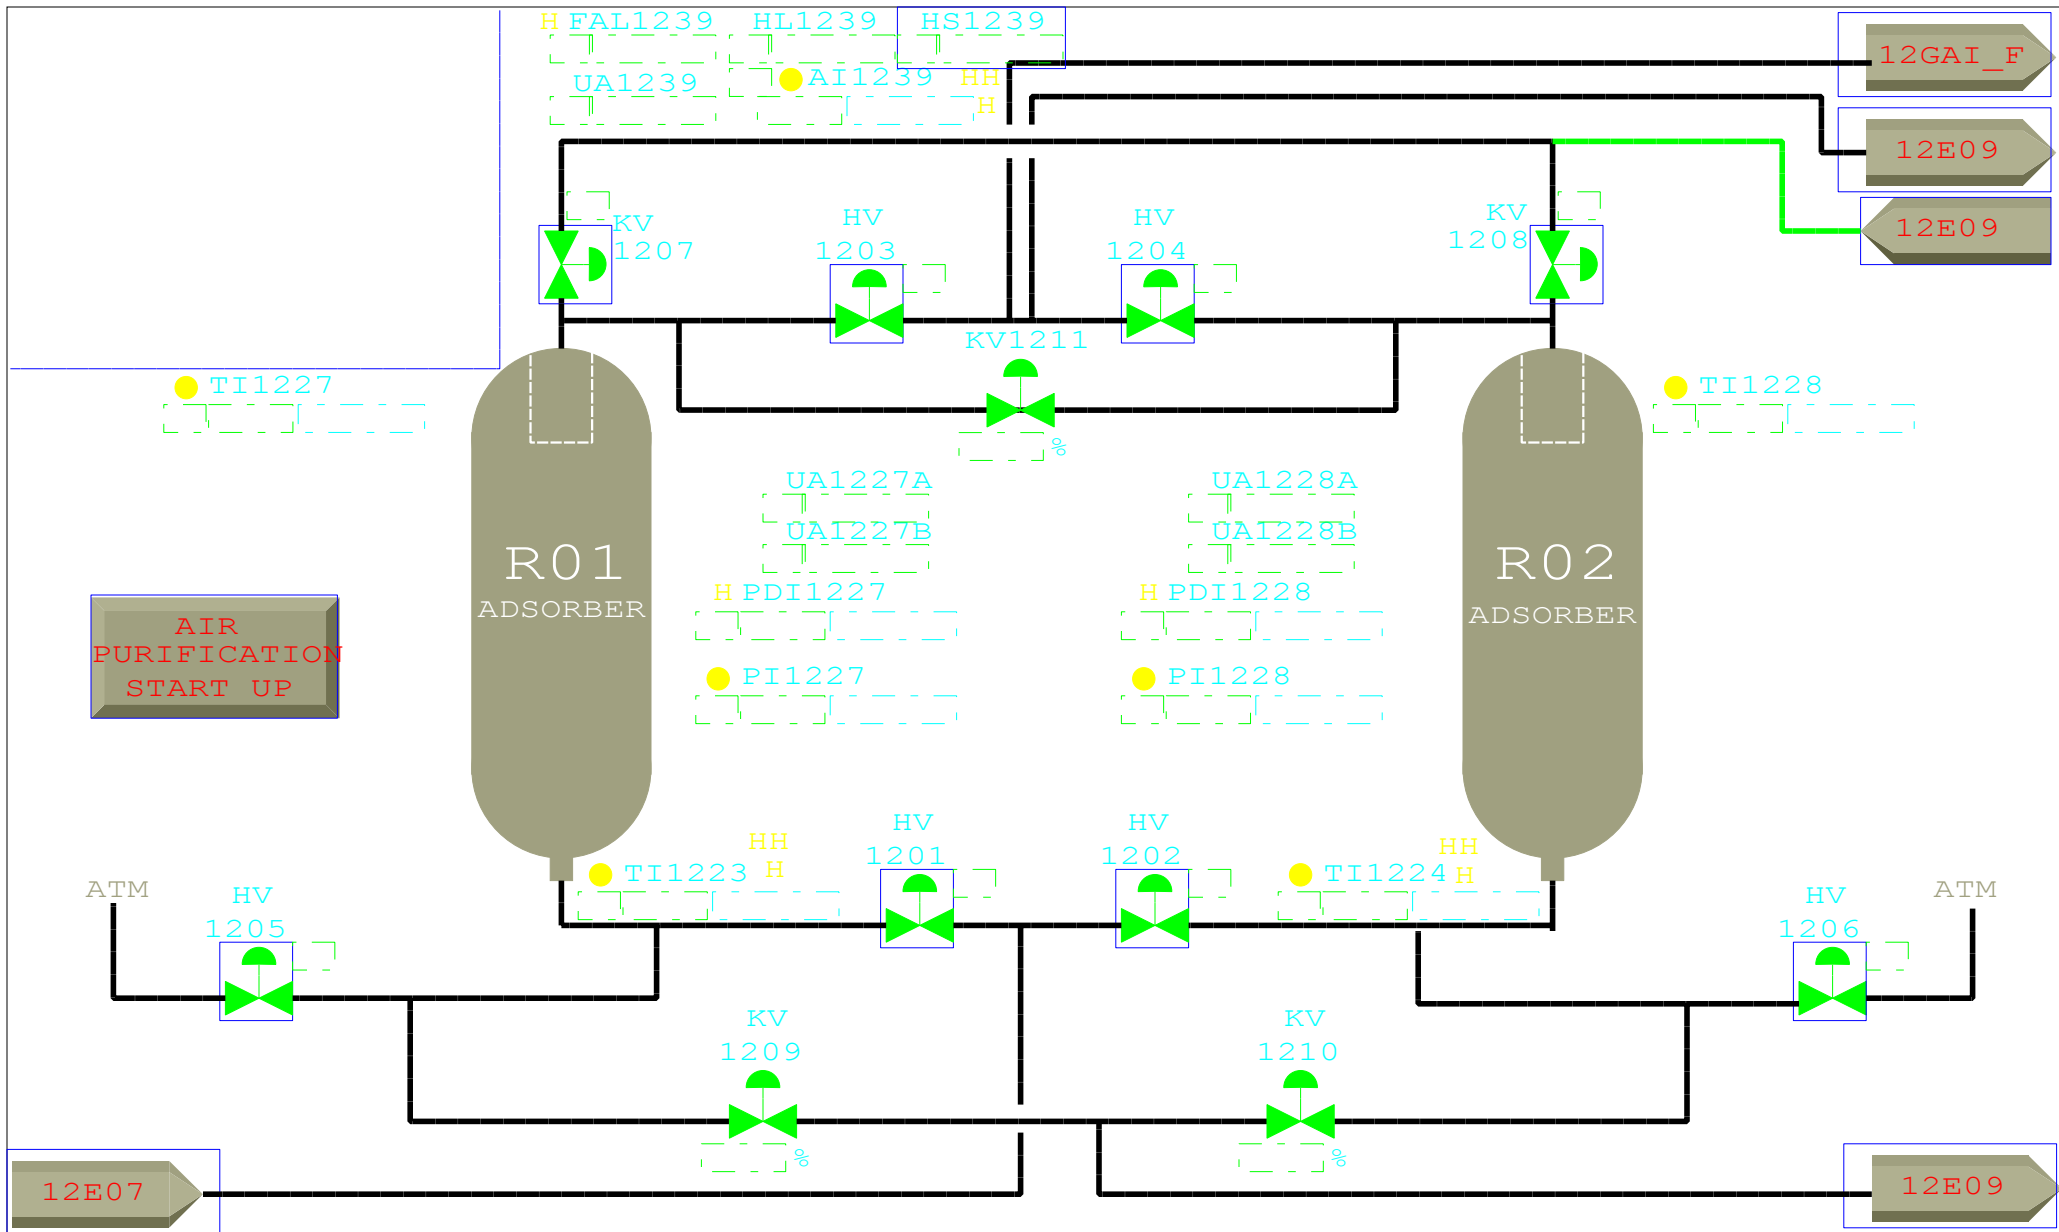 H FAL1239 HL1239 HS1239
12GAI_F
UA1239 AI1239 HH
H
12E09
KV
1207
HV
1203
HV
1204
KV
1208
12E09
KV1211
TI1227
TI1228
%
UA1227A
UA1228A
UA1227B
UA1228B
R01
ADSORBER
R02
ADSORBER
H PDI1227
H PDI1228
AIR
PURIFICATION
START UP
PI1227
PI1228
HV
1201
HV
1202
HH
H
TI1223
HH
H
TI1224
ATM
HV
1205
HV
1206
ATM
KV
1209
KV
1210
%
%
12E07
12E09